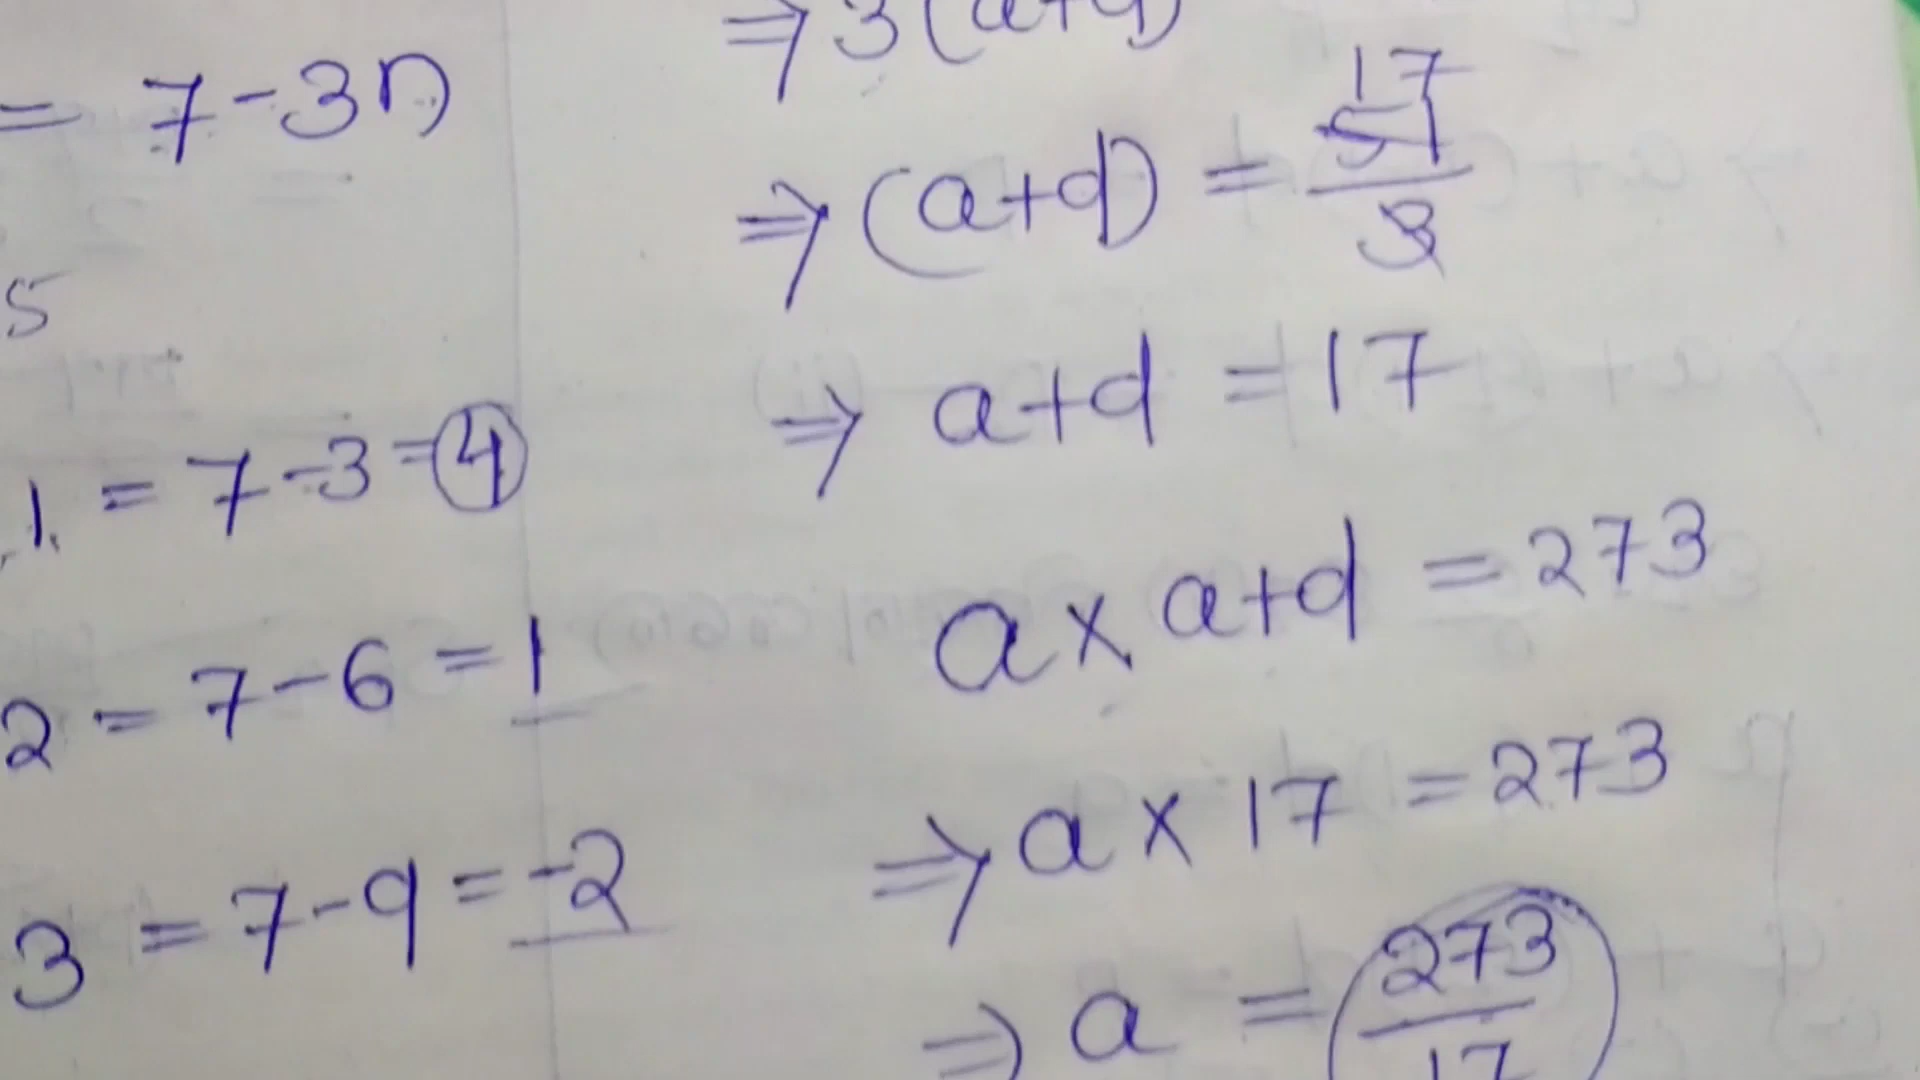 = 7-3n
5
1 = 7-3 = 4
2 = 7-6 = 1
3 = 7-9 = -2
⇒ 3(a+d)
⇒ (a+d) = 51/3 17
⇒ a+d = 17
a × a+d = 273
⇒ a × 17 = 273
⇒ a = 273/17